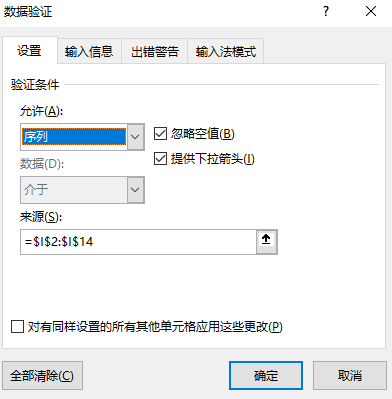 数据验证 ? ×
设置 输入信息 出错警告 输入法模式
验证条件
允许(A):
序列 忽略空值(B)
数据(D): 提供下拉箭头(I)
介于
来源(S):
=$I$2:$I$14
对有同样设置的所有其他单元格应用这些更改(P)
全部清除(C) 确定 取消